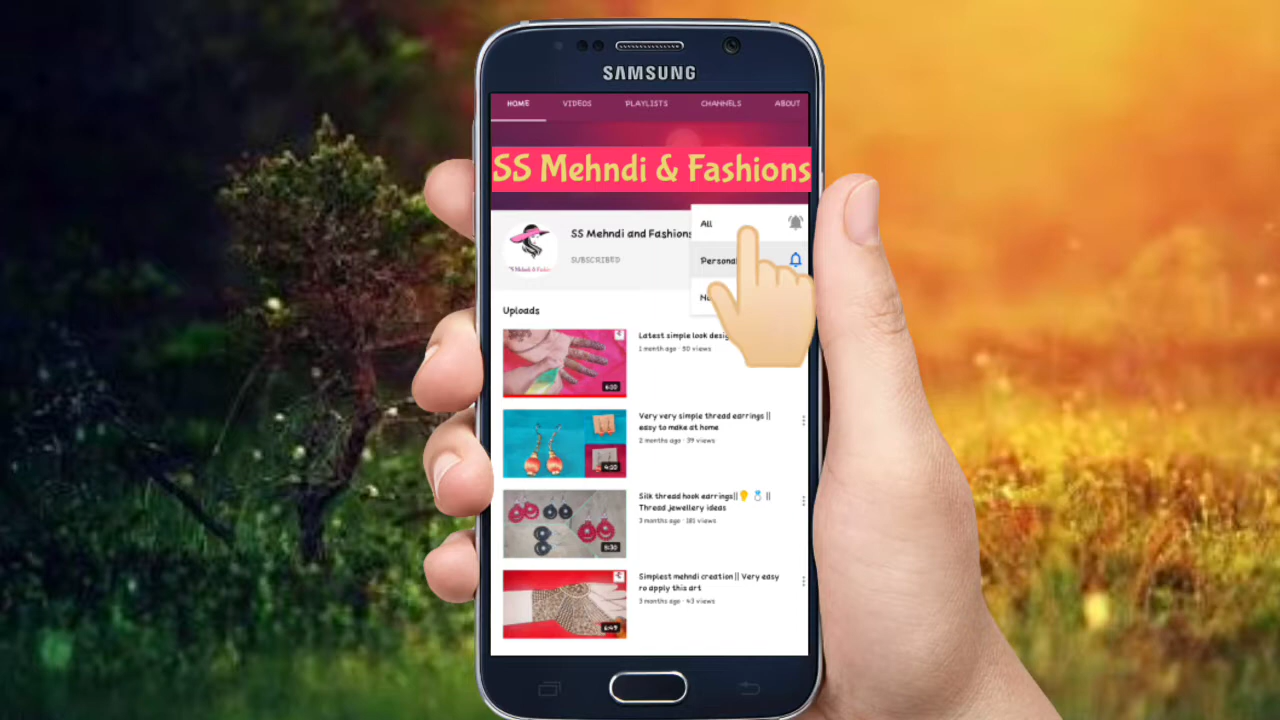 SAMSUNG
HOME VIDEOS PLAYLISTS CHANNELS ABOUT
SS Mehndi & Fashions
All
SS Mehndi and Fashions
SUBSCRIBED
Uploads
Latest simple look
1 month ago · 50 views
6:20
Very very simple thread earrings ||
easy to make at home
2 months ago · 39 views
4:20
Silk thread hook earrings||💡 💍 ||
Thread jewellery ideas
3 months ago · 181 views
5:30
Simplest mehndi creation || Very easy
ro apply this art
3 months ago · 43 views
6:49